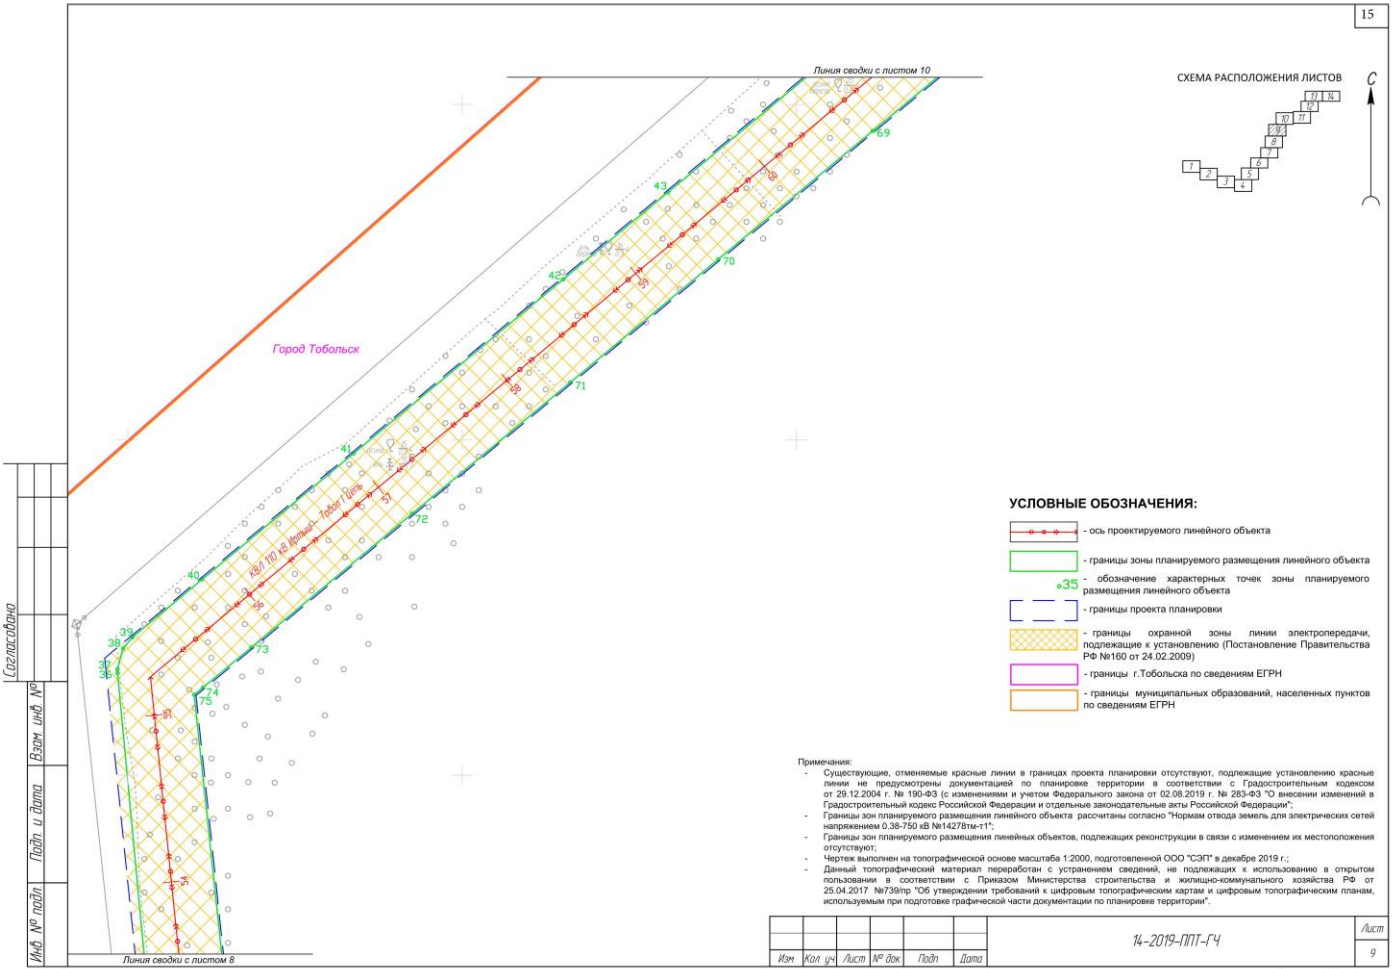 15
Линия сводки с листом 10
СХЕМА РАСПОЛОЖЕНИЯ ЛИСТОВ
С
13 14
12
10 11
9
8
7
6
1
2
5
3
4
69
60
43
70
59
42
Город Тобольск
71
58
41
57
72
КВЛ 110 кВ Иртыш – Тобол 1 цепь
40
56
39
38
73
37
36
74
75
55
54
Линия сводки с листом 8
УСЛОВНЫЕ ОБОЗНАЧЕНИЯ:
- ось проектируемого линейного объекта
- границы зоны планируемого размещения линейного объекта
35
- обозначение характерных точек зоны планируемого
размещения линейного объекта
- границы проекта планировки
- границы охранной зоны линии электропередачи,
подлежащие к установлению (Постановление Правительства
РФ №160 от 24.02.2009)
- границы г.Тобольска по сведениям ЕГРН
- границы муниципальных образований, населенных пунктов
по сведениям ЕГРН
Примечания:
- Существующие, отменяемые красные линии в границах проекта планировки отсутствуют, подлежащие установлению красные
линии не предусмотрены документацией по планировке территории в соответствии с Градостроительным кодексом
от 29.12.2004 г. № 190-ФЗ (с изменениями и учетом Федерального закона от 02.08.2019 г. № 283-ФЗ "О внесении изменений в
Градостроительный кодекс Российской Федерации и отдельные законодательные акты Российской Федерации";
- Границы зон планируемого размещения линейного объекта рассчитаны согласно "Нормам отвода земель для электрических сетей
напряжением 0.38-750 кВ №14278тм-т1";
- Границы зон планируемого размещения линейных объектов, подлежащих реконструкции в связи с изменением их местоположения
отсутствуют;
- Чертеж выполнен на топографической основе масштаба 1:2000, подготовленной ООО "СЭП" в декабре 2019 г.;
- Данный топографический материал переработан с устранением сведений, не подлежащих к использованию в открытом
пользовании в соответствии с Приказом Министерства строительства и жилищно-коммунального хозяйства РФ от
25.04.2017 №739/пр "Об утверждении требований к цифровым топографическим картам и цифровым топографическим планам,
используемым при подготовке графической части документации по планировке территории".
Согласовано
Взам инв. №
Подп. и дата
Инв № подл
Изм. Кол. уч Лист № док Подп. Дата
14-2019-ППТ-ГЧ
Лист
9